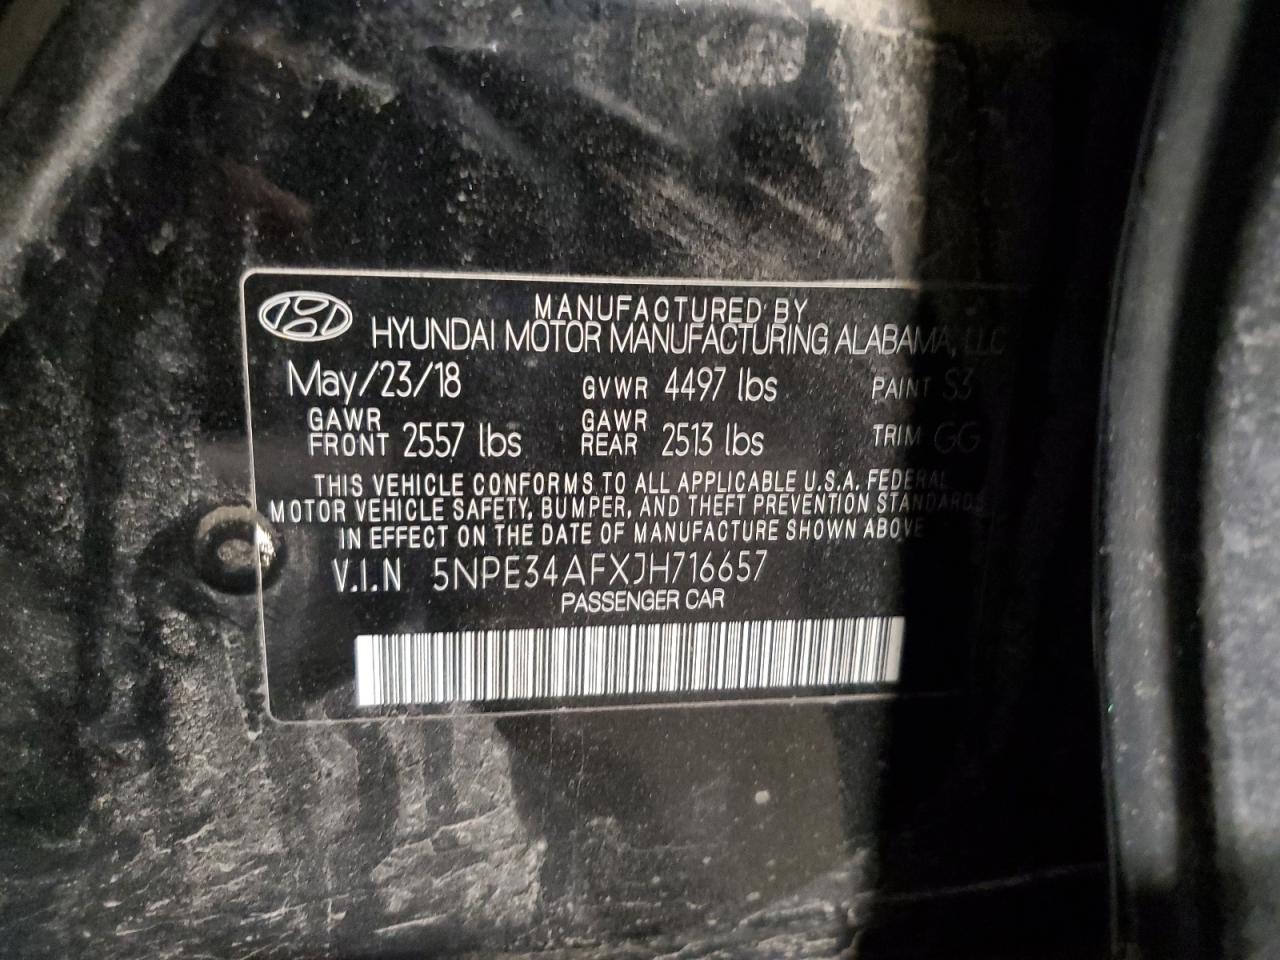 MANUFACTURED BY
HYUNDAI MOTOR MANUFACTURING ALABAMA, LLC
May/23/18 GVWR 4497 lbs PAINT S3
GAWR FRONT 2557 lbs GAWR REAR 2513 lbs TRIM GG
THIS VEHICLE CONFORMS TO ALL APPLICABLE U.S.A. FEDERAL
MOTOR VEHICLE SAFETY, BUMPER, AND THEFT PREVENTION STANDARDS
IN EFFECT ON THE DATE OF MANUFACTURE SHOWN ABOVE
V.I.N 5NPE34AFXJH716657
PASSENGER CAR